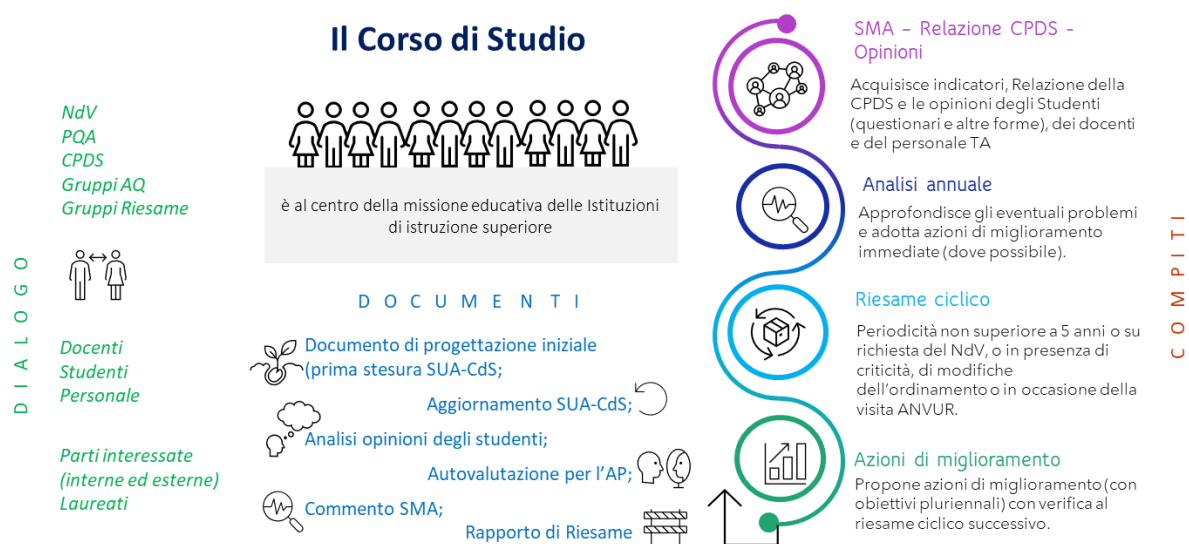 Il Corso di Studio
NdV
PQA
CPDS
Gruppi AQ
Gruppi Riesame
DIALOGO
Docenti
Studenti
Personale
Parti interessate
(interne ed esterne)
Laureati
è al centro della missione educativa delle Istituzioni
di istruzione superiore
DOCUMENTI
Documento di progettazione iniziale
(prima stesura SUA-CdS;
Aggiornamento SUA-CdS;
Analisi opinioni degli studenti;
Autovalutazione per l’AP;
Commento SMA;
Rapporto di Riesame
SMA – Relazione CPDS -
Opinioni
Acquisisce indicatori, Relazione della
CPDS e le opinioni degli Studenti
(questionari e altre forme), dei docenti
e del personale TA
Analisi annuale
Approfondisce gli eventuali problemi
e adotta azioni di miglioramento
immediate (dove possibile).
Riesame ciclico
Periodicità non superiore a 5 anni o su
richiesta del NdV, o in presenza di
criticità, di modifiche
dell’ordinamento o in occasione della
visita ANVUR.
Azioni di miglioramento
Propone azioni di miglioramento (con
obiettivi pluriennali) con verifica al
riesame ciclico successivo.
COMPITI